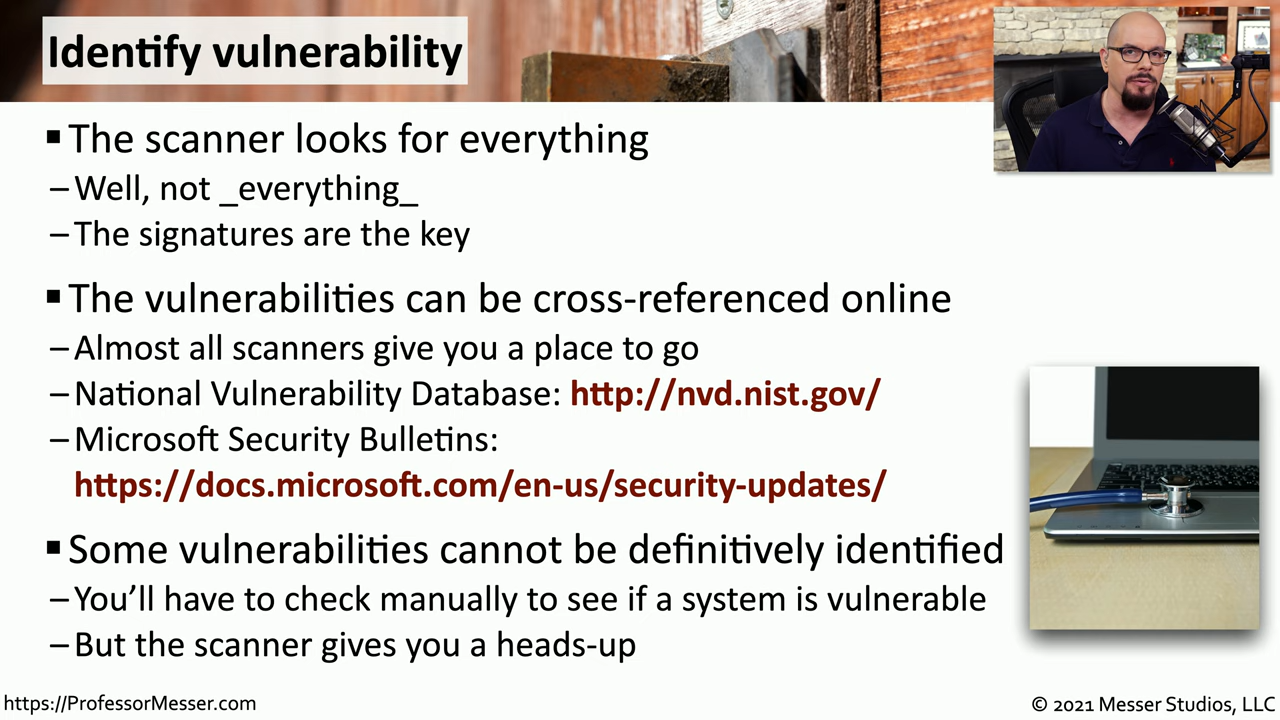 Identify vulnerability
▪The scanner looks for everything
–Well, not _everything_
–The signatures are the key
▪The vulnerabilities can be cross-referenced online
–Almost all scanners give you a place to go
–National Vulnerability Database: http://nvd.nist.gov/
–Microsoft Security Bulletins:
https://docs.microsoft.com/en-us/security-updates/
▪Some vulnerabilities cannot be definitively identified
–You’ll have to check manually to see if a system is vulnerable
–But the scanner gives you a heads-up
https://ProfessorMesser.com
© 2021 Messer Studios, LLC